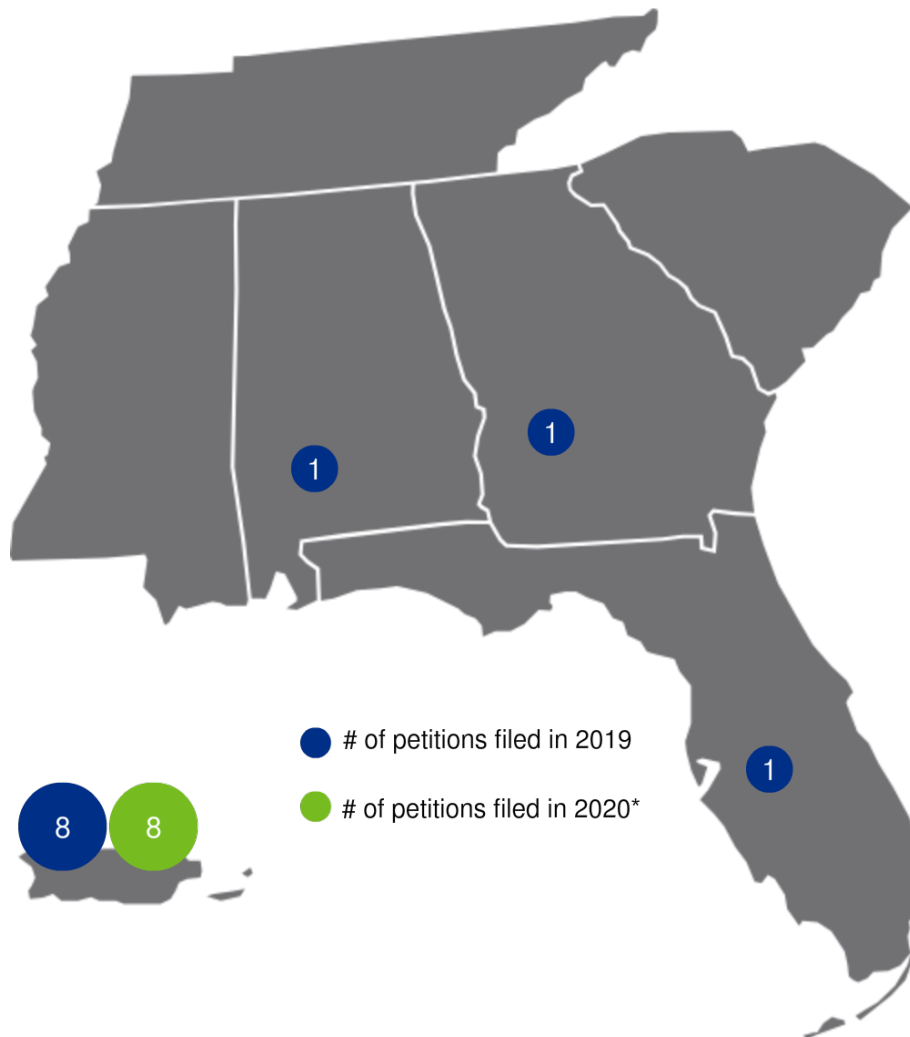 1
1
# of petitions filed in 2019
1
# of petitions filed in 2020*
8 8